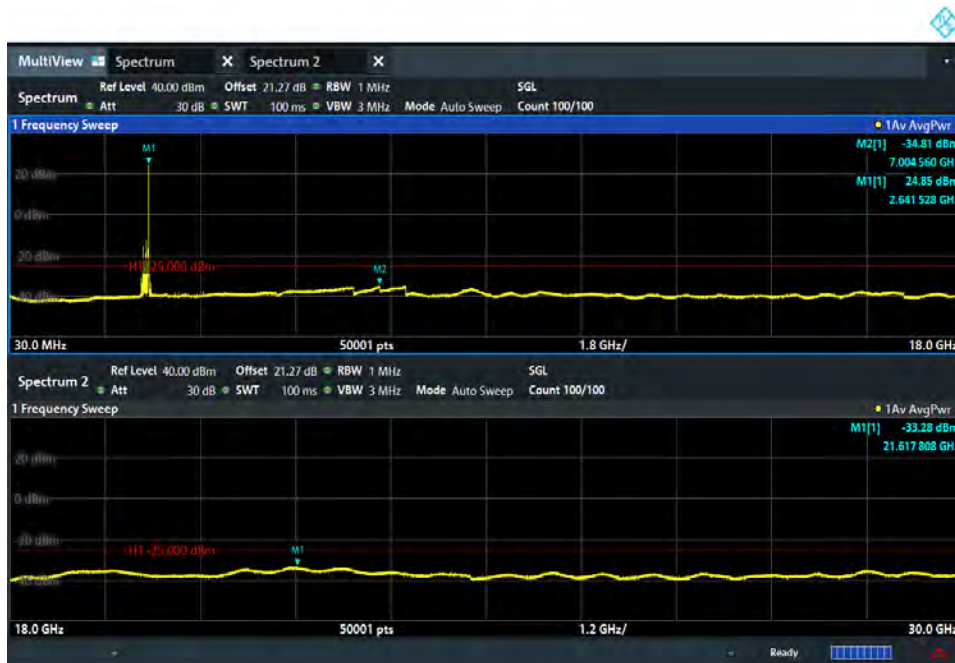 MultiView Spectrum X Spectrum 2 X
Ref Level 40.00 dBm Offset 21.27 dB RBW 1 MHz SGL
Spectrum Att 30 dB SWT 100 ms VBW 3 MHz Mode Auto Sweep Count 100/100
1 Frequency Sweep 1Av AvgPwr
M1 M2[1] -34.81 dBm
7.004 560 GH
20 dBm M1[1] 24.85 dBm
2.641 528 GH
0 dBm
20 dBm
H1 -25.000 dBm M2
30.0 MHz 50001 pts 1.8 GHz/ 18.0 GHz
Ref Level 40.00 dBm Offset 21.27 dB RBW 1 MHz SGL
Spectrum 2 Att 30 dB SWT 100 ms VBW 3 MHz Mode Auto Sweep Count 100/100
1 Frequency Sweep 1Av AvgPwr
M1[1] -33.28 dBm
21.617 808 GH
20 dBm
0 dBm
-20 dBm
H1 -25.000 dBm M1
18.0 GHz 50001 pts 1.2 GHz/ 30.0 GHz
Ready